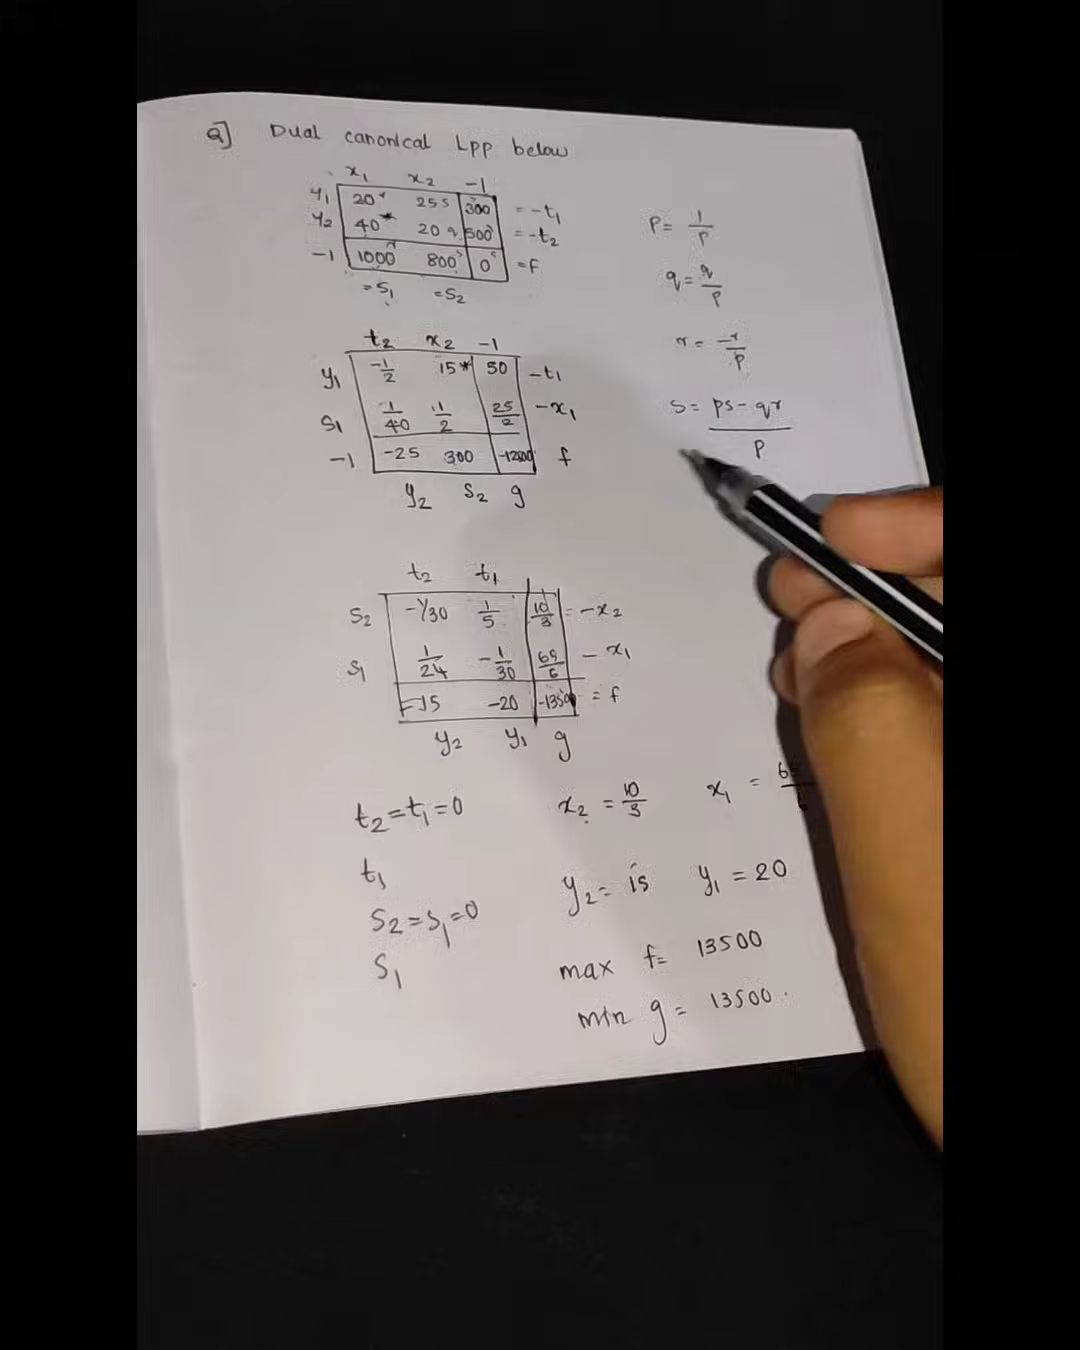 Q] Dual canonical Lpp below
x1 x2 -1
y1 20 25 300 = -t1
y2 40* 20 500 = -t2
-1 1000 800 0 = f
= s1 = s2
P = 1/P
q = q/P
r = -r/P
S = ps - qr / P
t2 x2 -1
y1 -1/2 15* 50 -t1
s1 1/40 1/2 25/2 -x1
-1 -25 300 f
y2 s2 g
t2 t1
s2 -1/30 1/5 10/3 = -x2
s1 1/24 -1/30 65/6 - x1
-15 -20 = f
y2 y1 g
t2 = t1 = 0 x2 = 10/3 x1 =
t1
y2 = 15 y1 = 20
s2 = s1 = 0
s1
max f = 13500
min g = 13500.